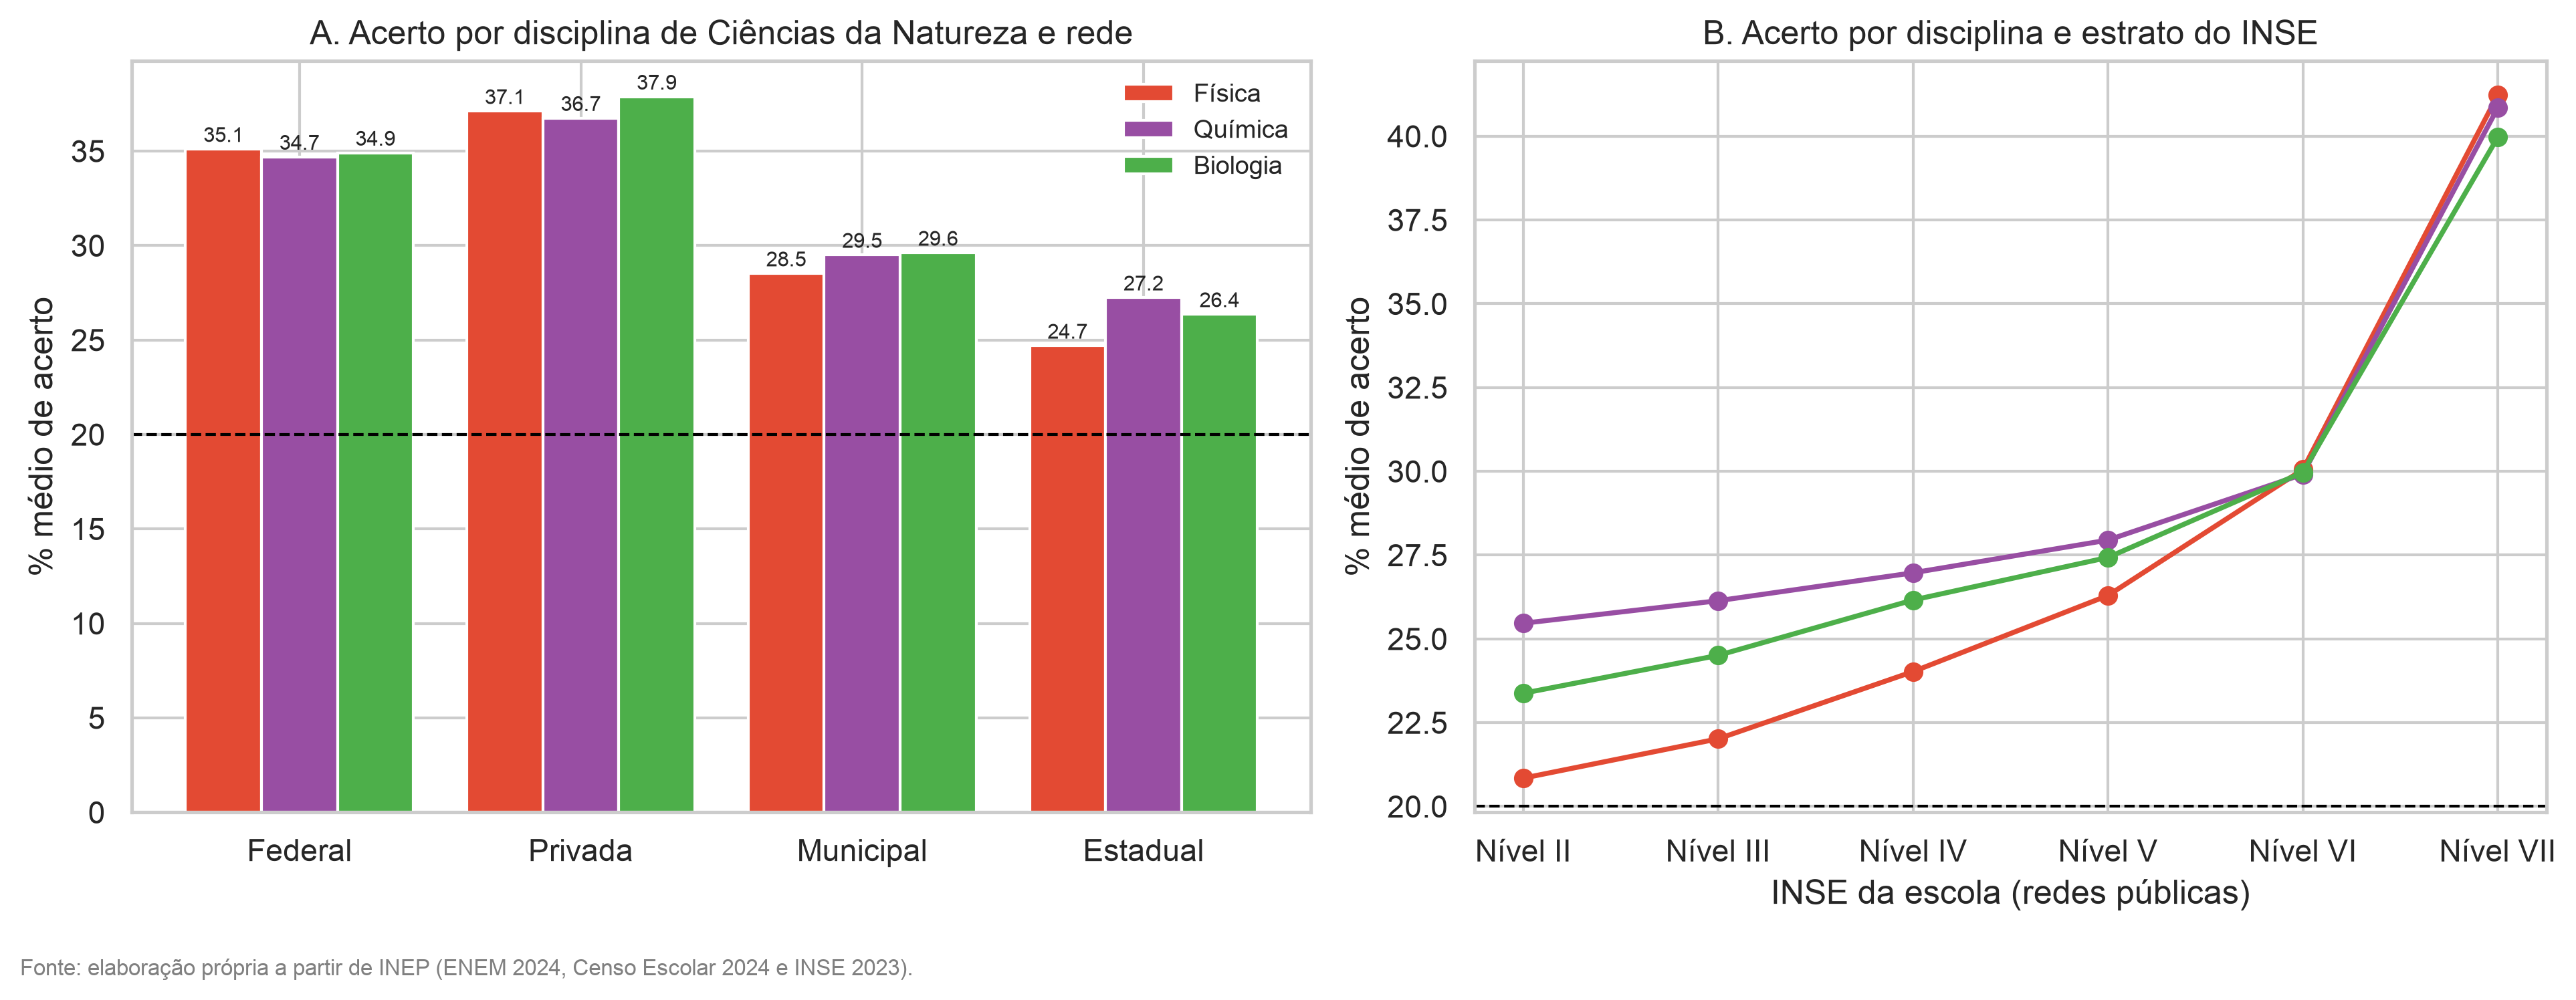 A. Acerto por disciplina de Ciências da Natureza e rede
% médio de acerto
35
30
25
20
15
10
5
0
35.1
34.7
34.9
37.1
36.7
37.9
28.5
29.5
29.6
24.7
27.2
26.4
Física
Química
Biologia
Federal
Privada
Municipal
Estadual
B. Acerto por disciplina e estrato do INSE
% médio de acerto
40.0
37.5
35.0
32.5
30.0
27.5
25.0
22.5
20.0
Nível II
Nível III
Nível IV
Nível V
Nível VI
Nível VII
INSE da escola (redes públicas)
Fonte: elaboração própria a partir de INEP (ENEM 2024, Censo Escolar 2024 e INSE 2023).